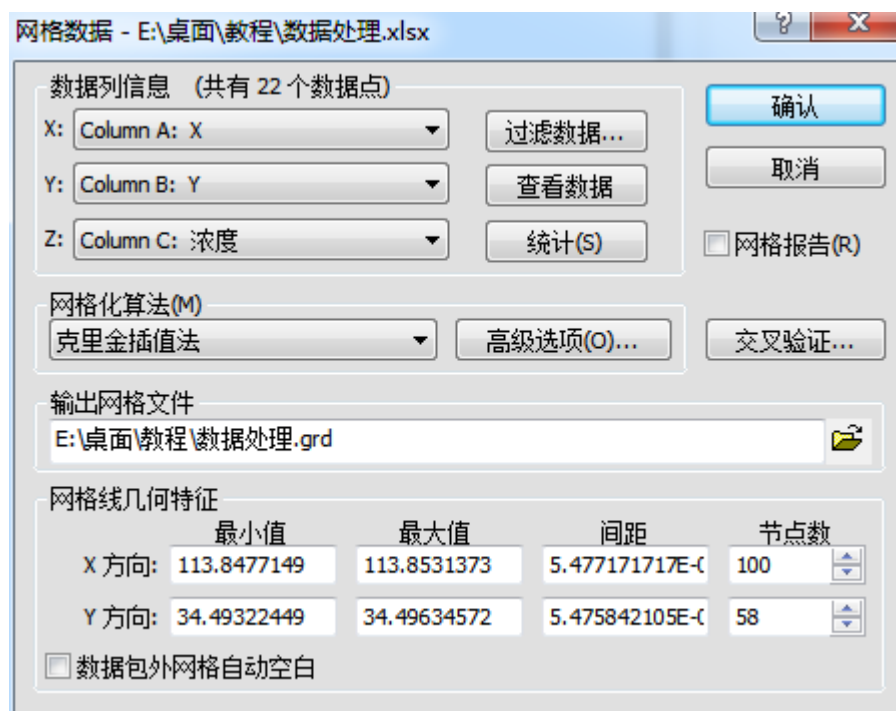 网格数据 - E:\桌面\教程\数据处理.xlsx
数据列信息 (共有 22 个数据点)
X: Column A: X 过滤数据... 确认
Y: Column B: Y 查看数据 取消
Z: Column C: 浓度 统计(S) 网格报告(R)
网格化算法(M)
克里金插值法 高级选项(O)... 交叉验证...
输出网格文件
E:\桌面\教程\数据处理.grd
网格线几何特征
最小值 最大值 间距 节点数
X 方向: 113.8477149 113.8531373 5.477171717E-0 100
Y 方向: 34.49322449 34.49634572 5.475842105E-0 58
数据包外网格自动空白